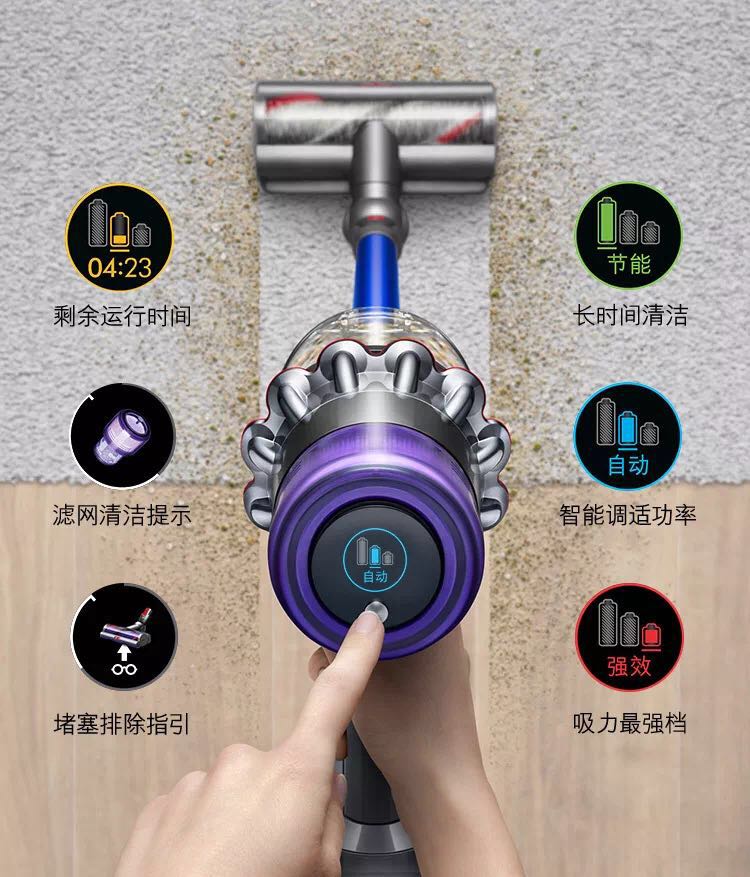 04:23
剩余运行时间
节能
长时间清洁
滤网清洁提示
自动
智能调适功率
自动
堵塞排除指引
强效
吸力最强档